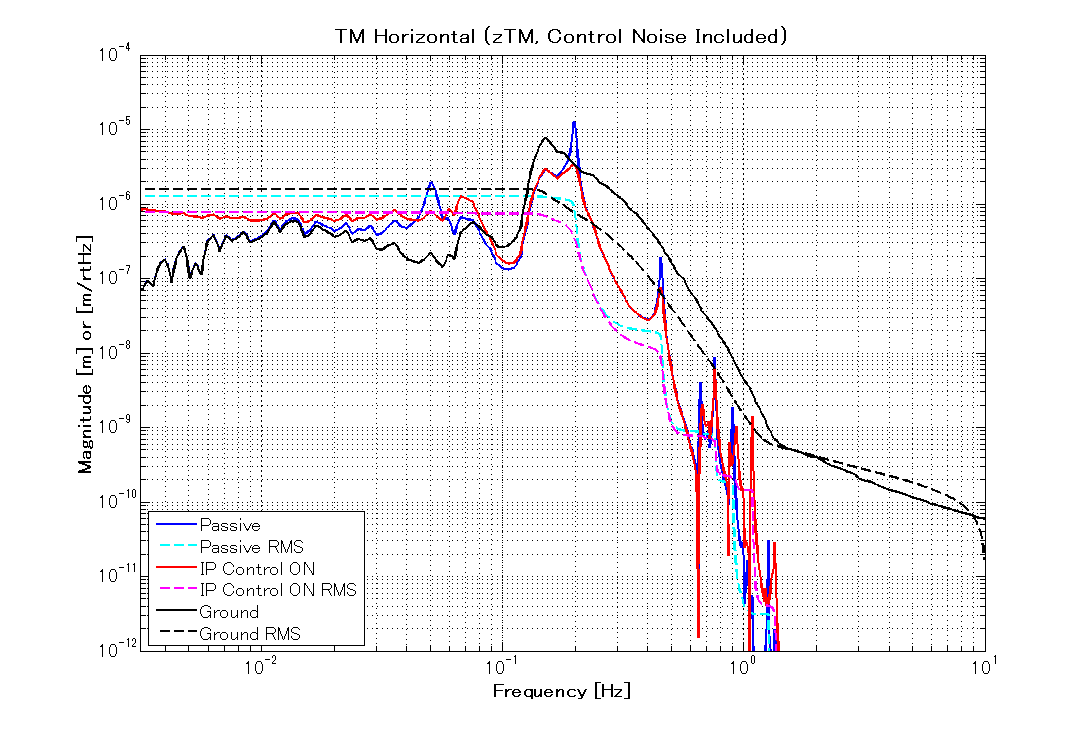 TM Horizontal (zTM, Control Noise Included)
10^-4
10^-5
10^-6
10^-7
10^-8
10^-9
10^-10
10^-11
10^-12
Magnitude [m] or [m/rtHz]
Passive
Passive RMS
IP Control ON
IP Control ON RMS
Ground
Ground RMS
10^-2
10^-1
10^0
10^1
Frequency [Hz]